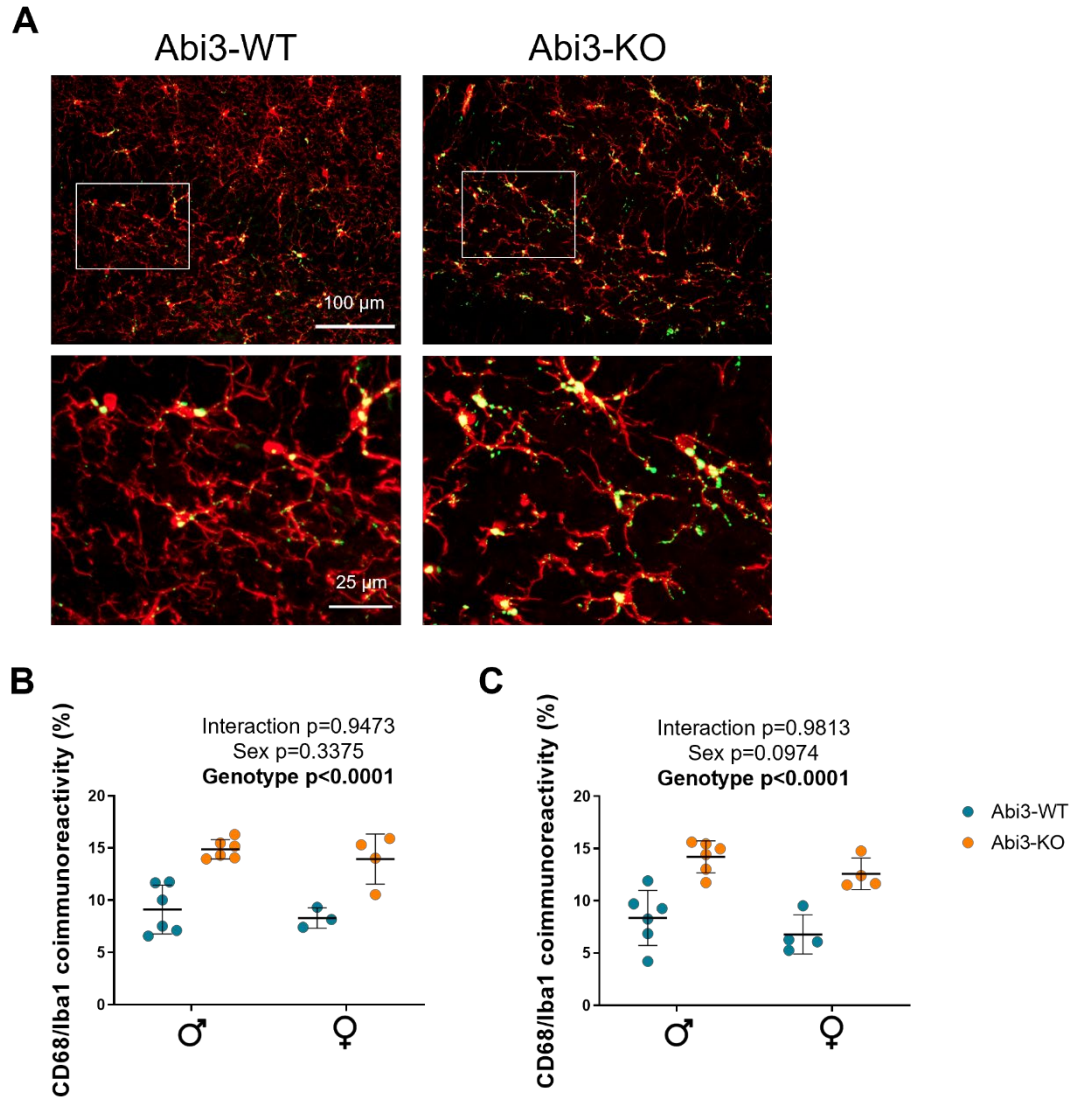 A
Abi3-WT
Abi3-KO
100 µm
25 µm
B
CD68/Iba1 coimmunoreactivity (%)
Interaction p=0.9473
Sex p=0.3375
Genotype p<0.0001
20
15
10
5
0
♂
♀
C
CD68/Iba1 coimmunoreactivity (%)
Interaction p=0.9813
Sex p=0.0974
Genotype p<0.0001
20
15
10
5
0
♂
♀
Abi3-WT
Abi3-KO